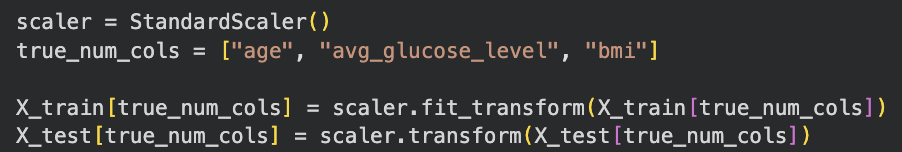 scaler = StandardScaler()
true_num_cols = ["age", "avg_glucose_level", "bmi"]
X_train[true_num_cols] = scaler.fit_transform(X_train[true_num_cols])
X_test[true_num_cols] = scaler.transform(X_test[true_num_cols])